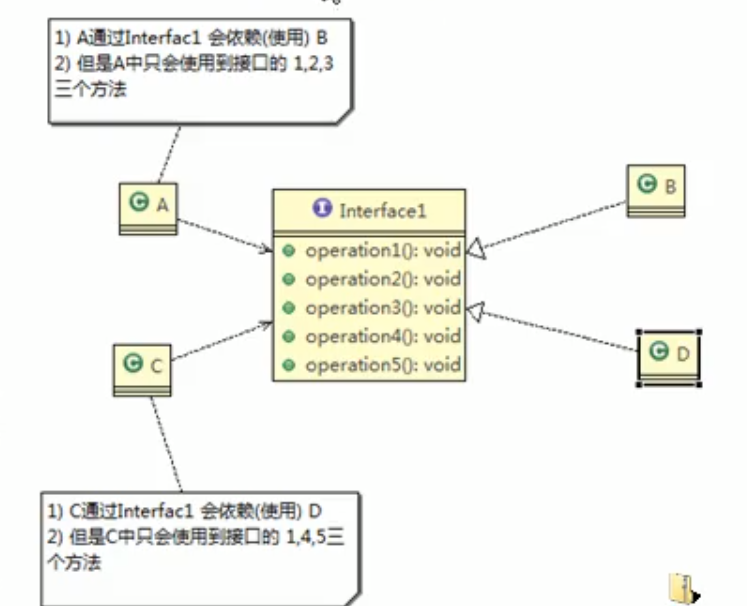 1) A通过Interfac1 会依赖(使用) B
2) 但是A中只会使用到接口的 1,2,3
三个方法
A
B
Interface1
operation1(): void
operation2(): void
operation3(): void
operation4(): void
operation5(): void
C
D
1) C通过Interfac1 会依赖(使用) D
2) 但是C中只会使用到接口的 1,4,5三
个方法